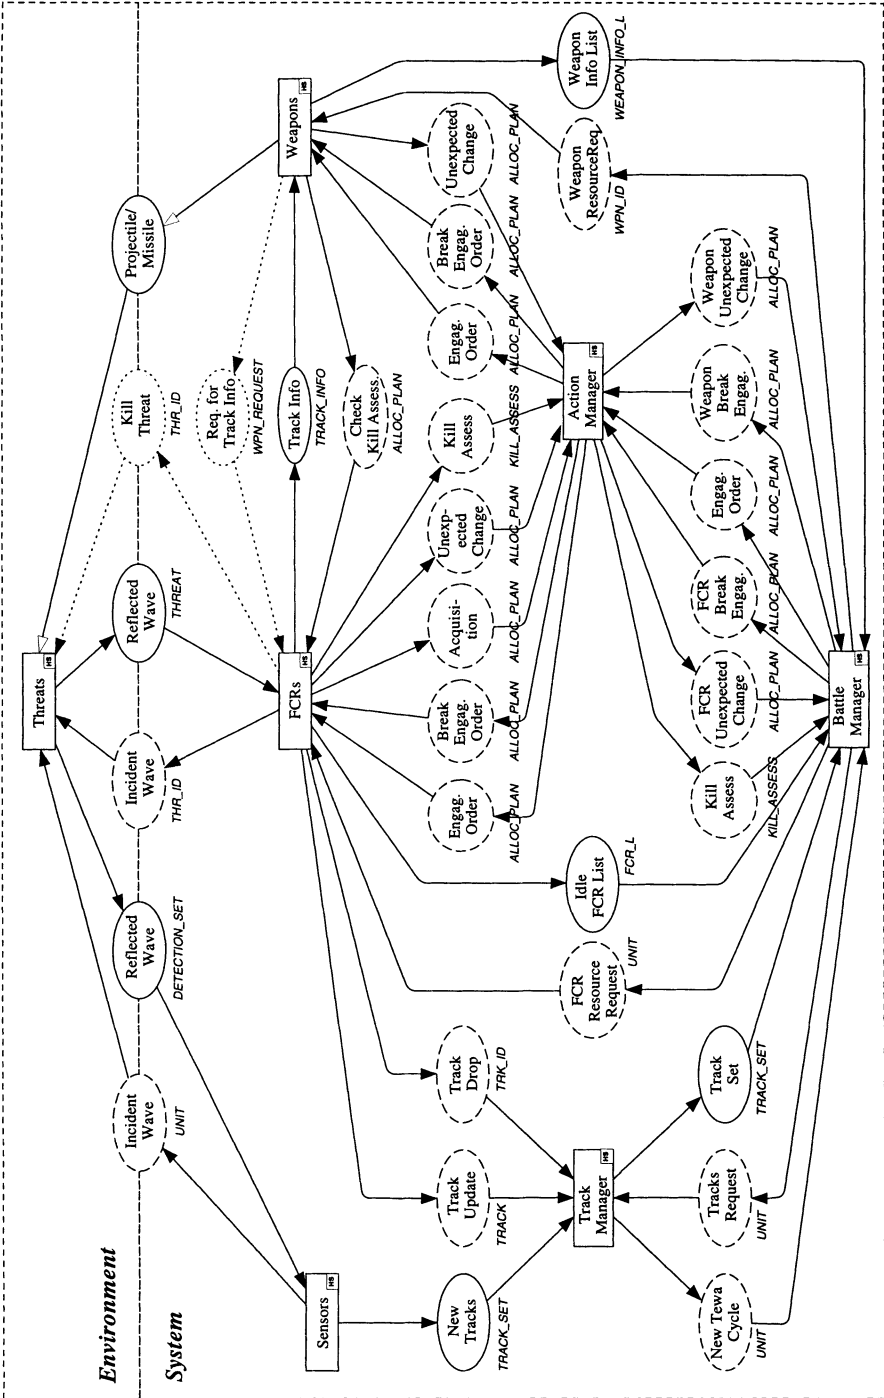 Threats
HS
Environment
Incident
Wave
UNIT
Reflected
Wave
DETECTION_SET
Incident
Wave
THR_ID
Reflected
Wave
THREAT
Kill
Threat
THR_ID
Projectile/
Missile
System
Req. for
Track Info
WPN_REQUEST
Sensors
HS
FCRs
HS
Track Info
TRACK_INFO
Weapons
HS
Check
Kill Assess.
ALLOC_PLAN
New
Tracks
TRACK_SET
Track
Update
TRACK
Track
Drop
TRK_ID
Engag.
Order
ALLOC_PLAN
Break
Engag.
Order
ALLOC_PLAN
Acquisi-
tion
ALLOC_PLAN
Unexp-
ected
Change
ALLOC_PLAN
Kill
Assess
KILL_ASSESS
Engag.
Order
ALLOC_PLAN
Break
Engag.
Order
ALLOC_PLAN
Unexpected
Change
ALLOC_PLAN
Track
Manager
HS
FCR
Resource
Request
UNIT
Idle
FCR List
FCR_L
Action
Manager
HS
Weapon
ResourceReq.
WPN_ID
Weapon
Info List
WEAPON_INFO_L
New Tewa
Cycle
UNIT
Tracks
Request
UNIT
Track
Set
TRACK_SET
Kill
Assess
KILL_ASSESS
FCR
Unexpected
Change
ALLOC_PLAN
FCR
Break
Engag.
ALLOC_PLAN
Engag.
Order
ALLOC_PLAN
Weapon
Break
Engag.
ALLOC_PLAN
Weapon
Unexpected
Change
ALLOC_PLAN
Battle
Manager
HS